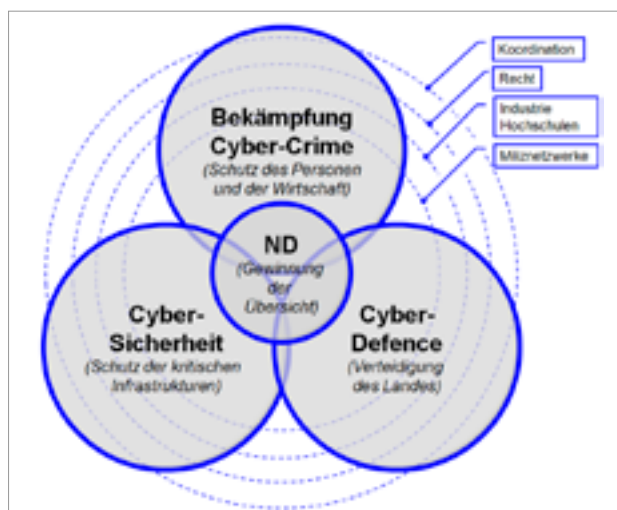 Koordination
Recht
Industrie
Hochschulen
Miliznetzwerke
Bekämpfung
Cyber-Crime
(Schutz des Personen
und der Wirtschaft)
ND
(Gewinnung
der
Übersicht)
Cyber-
Sicherheit
(Schutz der kritischen
Infrastrukturen)
Cyber-
Defence
(Verteidigung
des Landes)